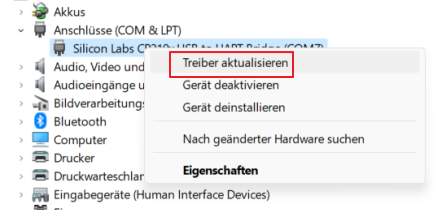 Akkus
Anschlüsse (COM & LPT)
Silicon Labs CP210x USB to UART Bridge (COM7)
Treiber aktualisieren
Audio, Video und
Gerät deaktivieren
Audioeingänge u
Gerät deinstallieren
Bildverarbeitungs
Bluetooth
Nach geänderter Hardware suchen
Computer
Drucker
Eigenschaften
Druckwarteschlan
Eingabegeräte (Human Interface Devices)